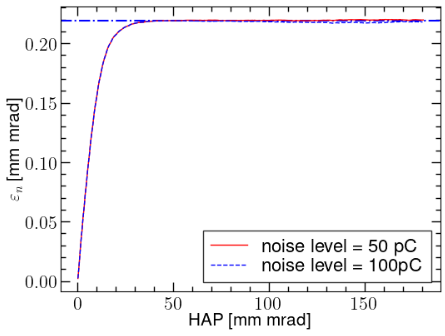 0.20
0.15
0.10
0.05
0.00
εn [mm mrad]
noise level = 50 pC
noise level = 100pC
0 50 100 150
HAP [mm mrad]